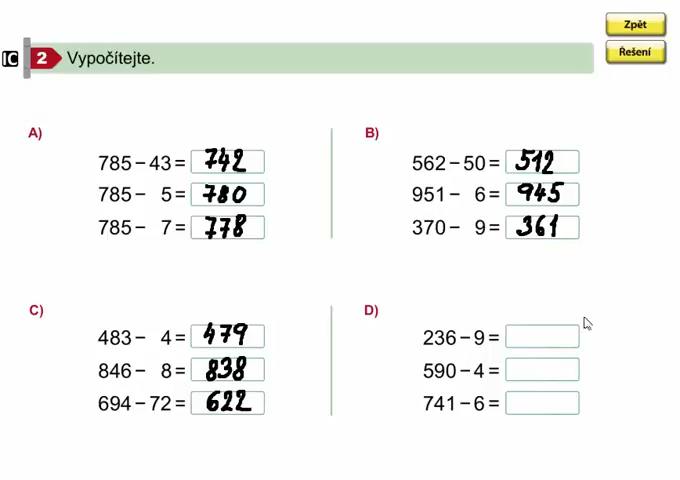 Zpět
Řešení
IC 2 Vypočítejte.
A)
785 − 43 = 742
785 − 5 = 780
785 − 7 = 778
B)
562 − 50 = 512
951 − 6 = 945
370 − 9 = 361
C)
483 − 4 = 479
846 − 8 = 838
694 − 72 = 622
D)
236 − 9 =
590 − 4 =
741 − 6 =